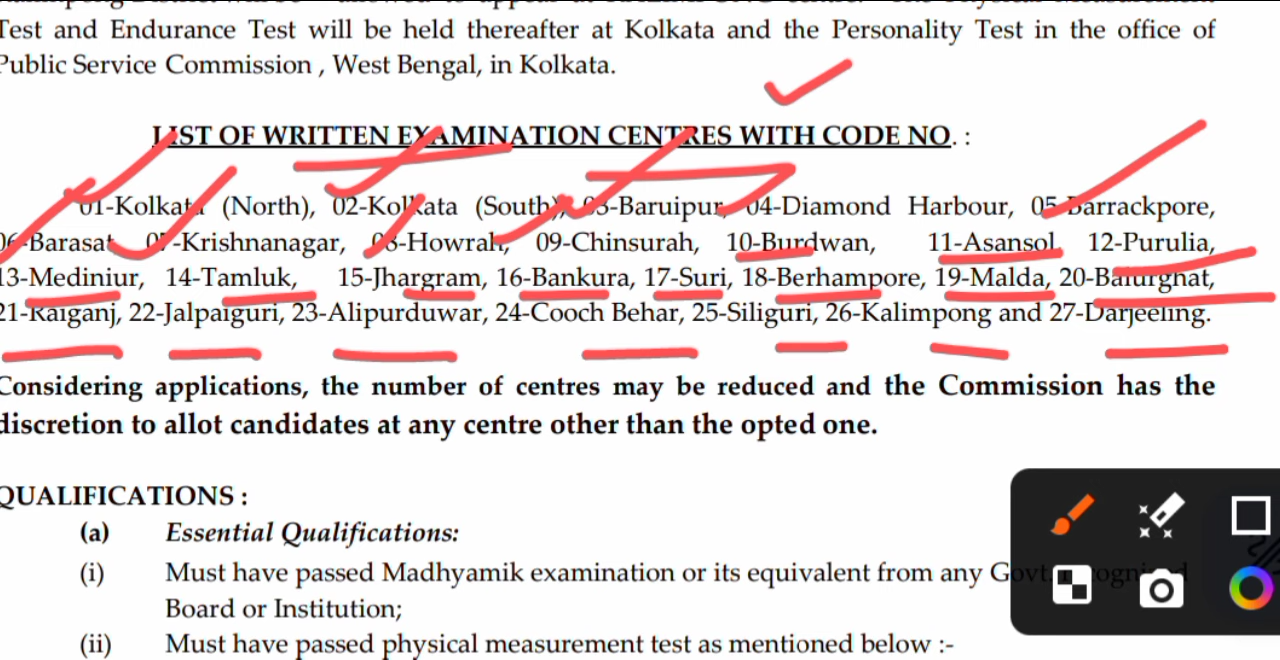 Test and Endurance Test will be held thereafter at Kolkata and the Personality Test in the office of
Public Service Commission , West Bengal, in Kolkata.
LIST OF WRITTEN EXAMINATION CENTRES WITH CODE NO. :
01-Kolkata (North), 02-Kolkata (South), 03-Baruipur, 04-Diamond Harbour, 05-Barrackpore,
06-Barasat, 07-Krishnanagar, 08-Howrah, 09-Chinsurah, 10-Burdwan, 11-Asansol, 12-Purulia,
13-Mediniur, 14-Tamluk, 15-Jhargram, 16-Bankura, 17-Suri, 18-Berhampore, 19-Malda, 20-Balurghat,
21-Raiganj, 22-Jalpaiguri, 23-Alipurduwar, 24-Cooch Behar, 25-Siliguri, 26-Kalimpong and 27-Darjeeling.
Considering applications, the number of centres may be reduced and the Commission has the
discretion to allot candidates at any centre other than the opted one.
QUALIFICATIONS :
(a) Essential Qualifications:
(i) Must have passed Madhyamik examination or its equivalent from any Govt. recognised
Board or Institution;
(ii) Must have passed physical measurement test as mentioned below :-